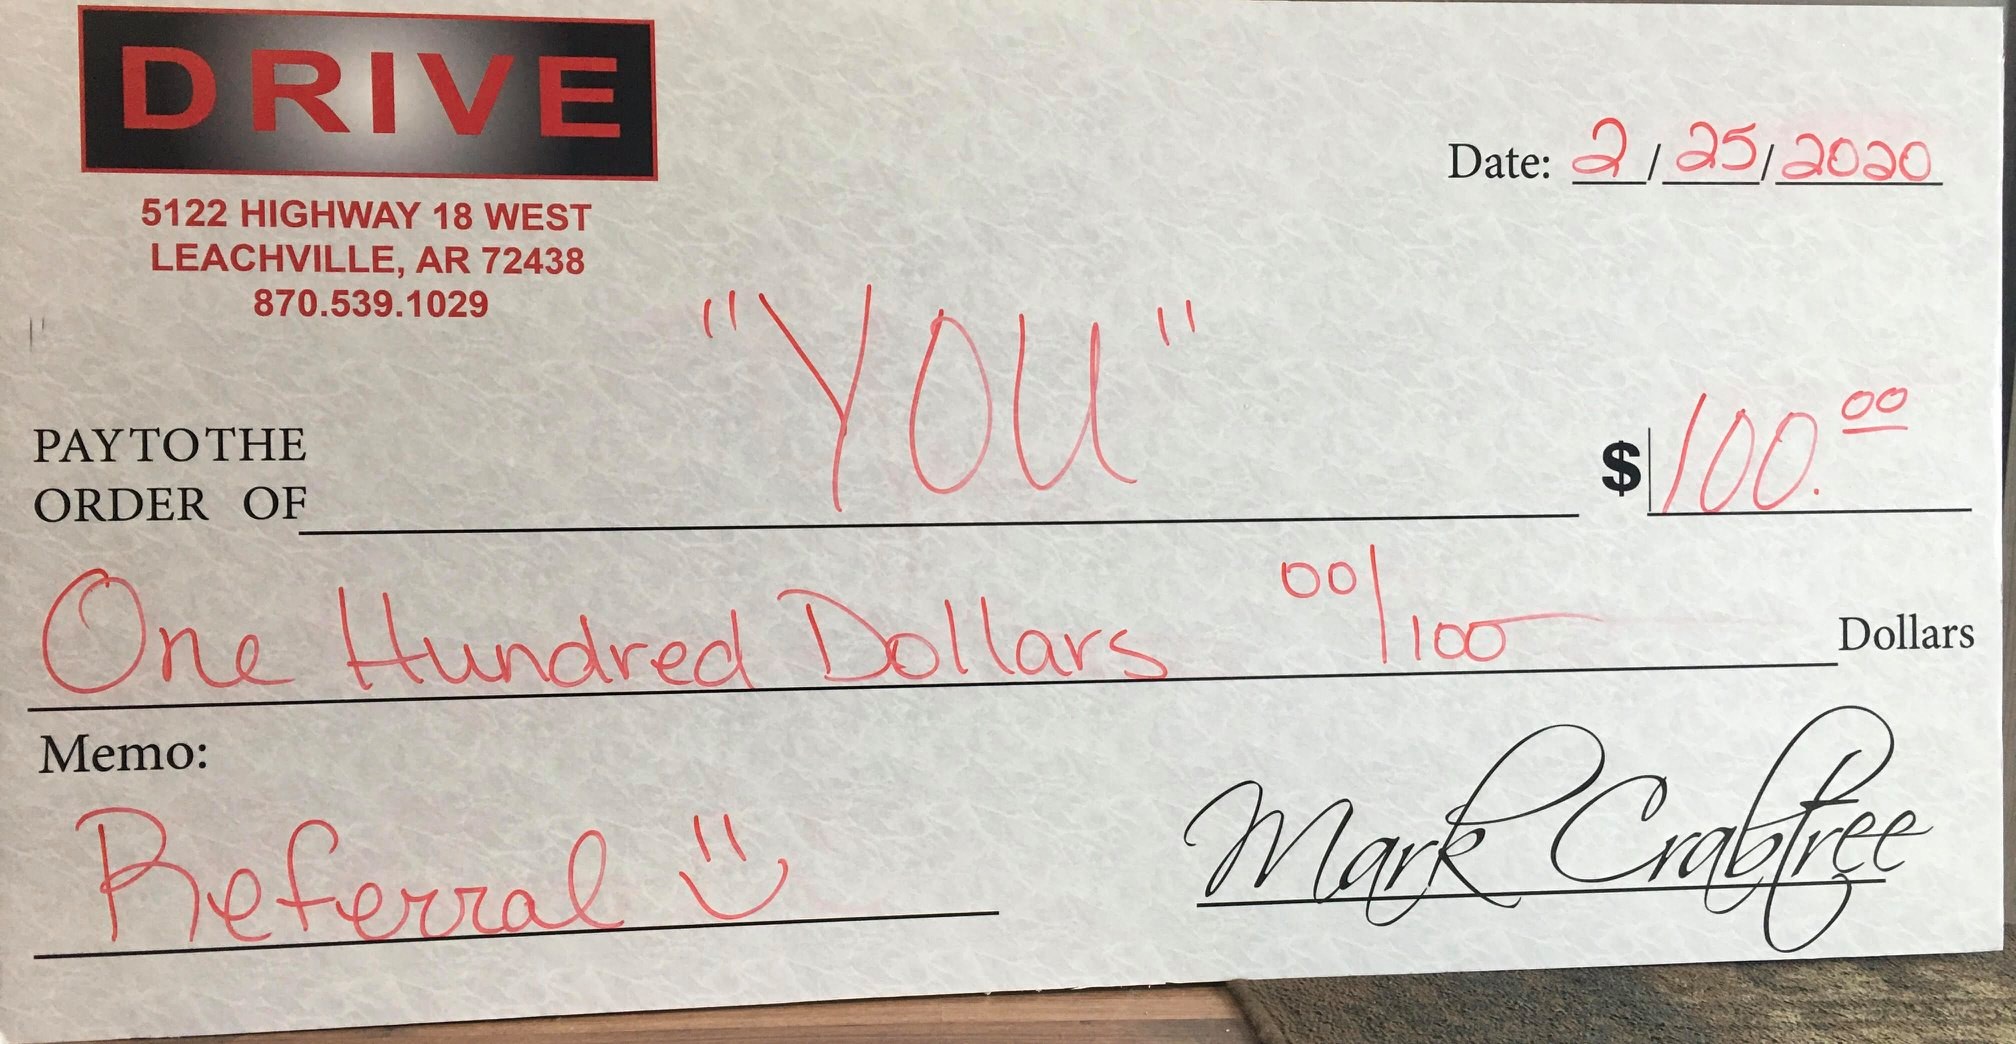 DRIVE
5122 HIGHWAY 18 WEST
LEACHVILLE, AR 72438
870.539.1029
Date: 2/25/2020
PAY TO THE
ORDER OF "YOU" $100.00
One Hundred Dollars 00/100 Dollars
Memo:
Referral
Mark Crabtree